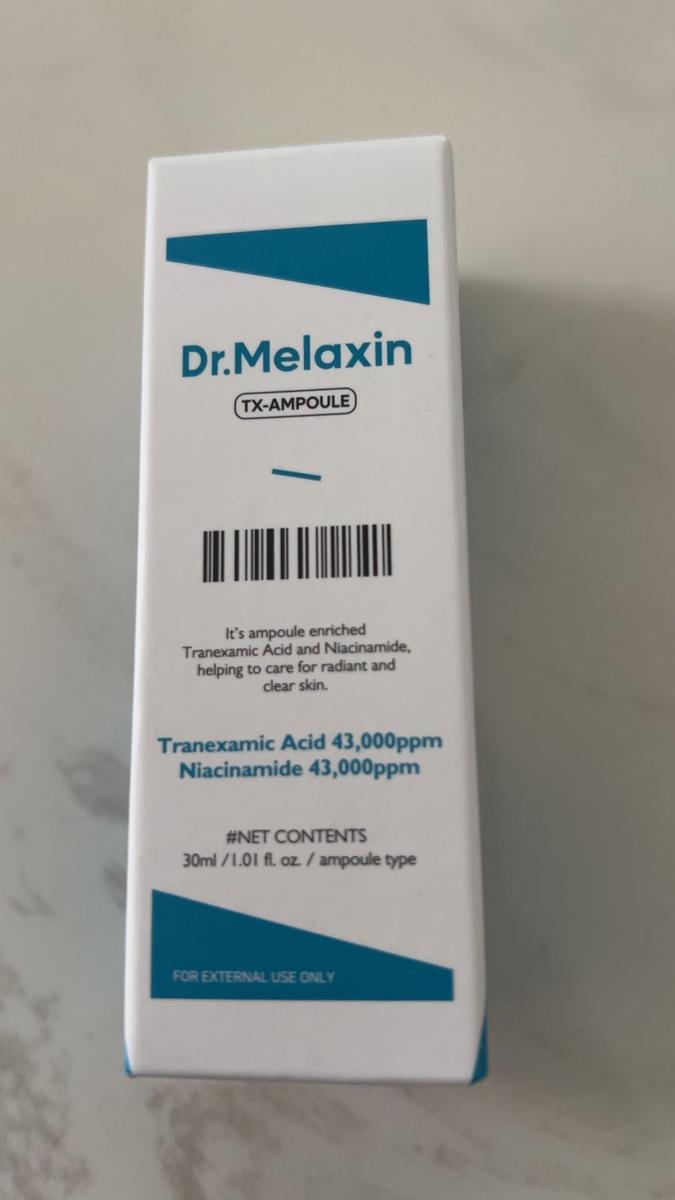 Dr.Melaxin
TX-AMPOULE
It's ampoule enriched
Tranexamic Acid and Niacinamide,
helping to care for radiant and
clear skin.
Tranexamic Acid 43,000ppm
Niacinamide 43,000ppm
#NET CONTENTS
30ml /1.01 fl. oz. / ampoule type
FOR EXTERNAL USE ONLY